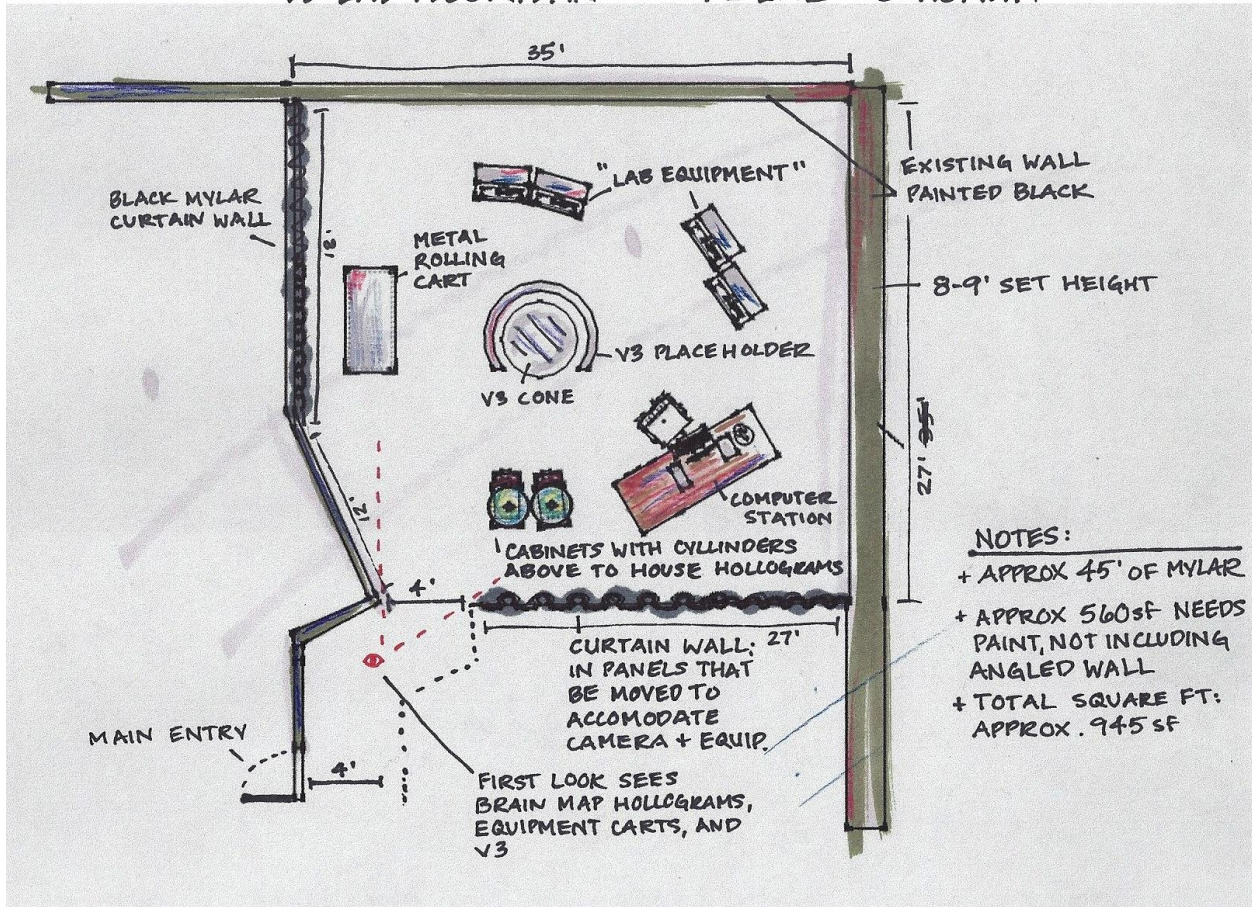 35'
BLACK MYLAR
CURTAIN WALL
18'
METAL
ROLLING
CART
"LAB EQUIPMENT"
EXISTING WALL
PAINTED BLACK
8-9' SET HEIGHT
V3 PLACEHOLDER
V3 CONE
27'
12'
COMPUTER
STATION
CABINETS WITH CYLLINDERS
ABOVE TO HOUSE HOLLOGRAMS
4'
27'
CURTAIN WALL:
IN PANELS THAT
BE MOVED TO
ACCOMODATE
CAMERA + EQUIP.
NOTES:
+ APPROX 45' OF MYLAR
+ APPROX 560SF NEEDS
PAINT, NOT INCLUDING
ANGLED WALL
+ TOTAL SQUARE FT:
APPROX. 945 SF
MAIN ENTRY
4'
FIRST LOOK SEES
BRAIN MAP HOLLOGRAMS,
EQUIPMENT CARTS, AND
V3